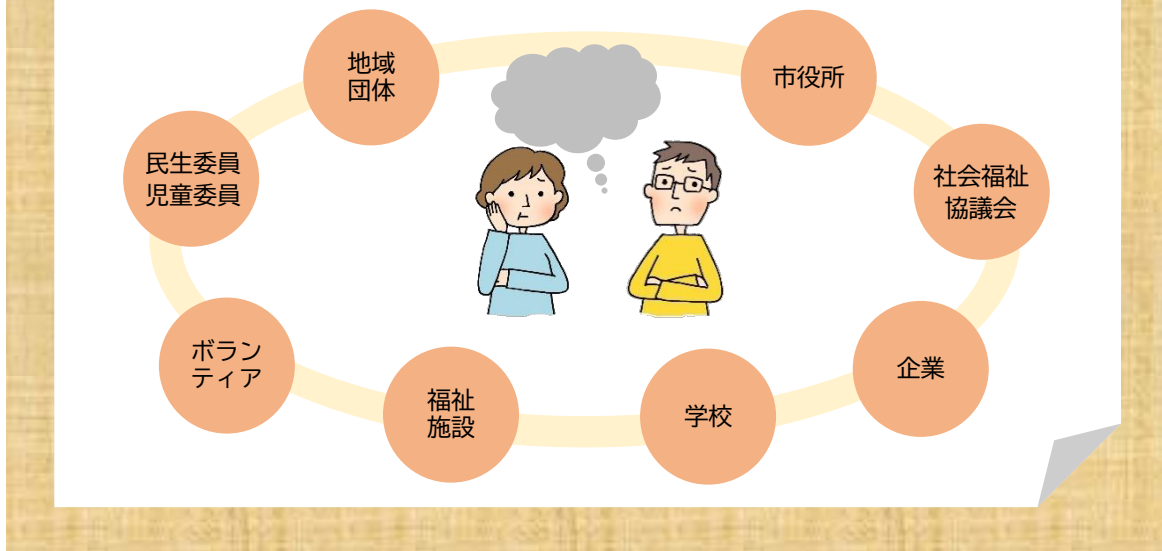 地域
団体
市役所
民生委員
児童委員
社会福祉
協議会
ボラン
ティア
福祉
施設
学校
企業